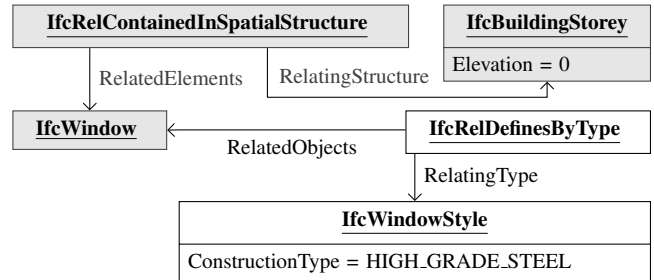 IfcRelContainedInSpatialStructure
IfcBuildingStorey
Elevation = 0
RelatedElements
RelatingStructure
IfcWindow
IfcRelDefinesByType
RelatedObjects
RelatingType
IfcWindowStyle
ConstructionType = HIGH_GRADE_STEEL